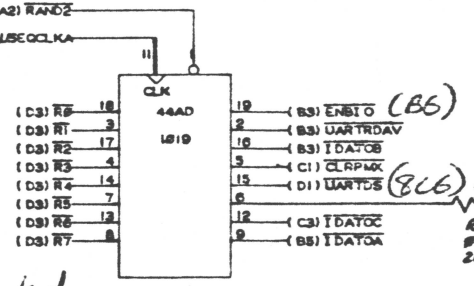 A2) RAND2
USEQCLKA
11
CLK
44AD
1019
(D3) R0 18 19 (B3) ENBIO (B6)
(D3) R1 3 2 (B3) UARTRDAV
(D3) R2 17 16 (B3) IDATOB
(D3) R3 4 5 (C1) CLRPMX
(D3) R4 14 15 (D1) UARTDS (8C6)
(D3) R5 7 6
(D3) R6 13 12 (C3) IDATOC
(D3) R7 8 9 (B5) IDATOA